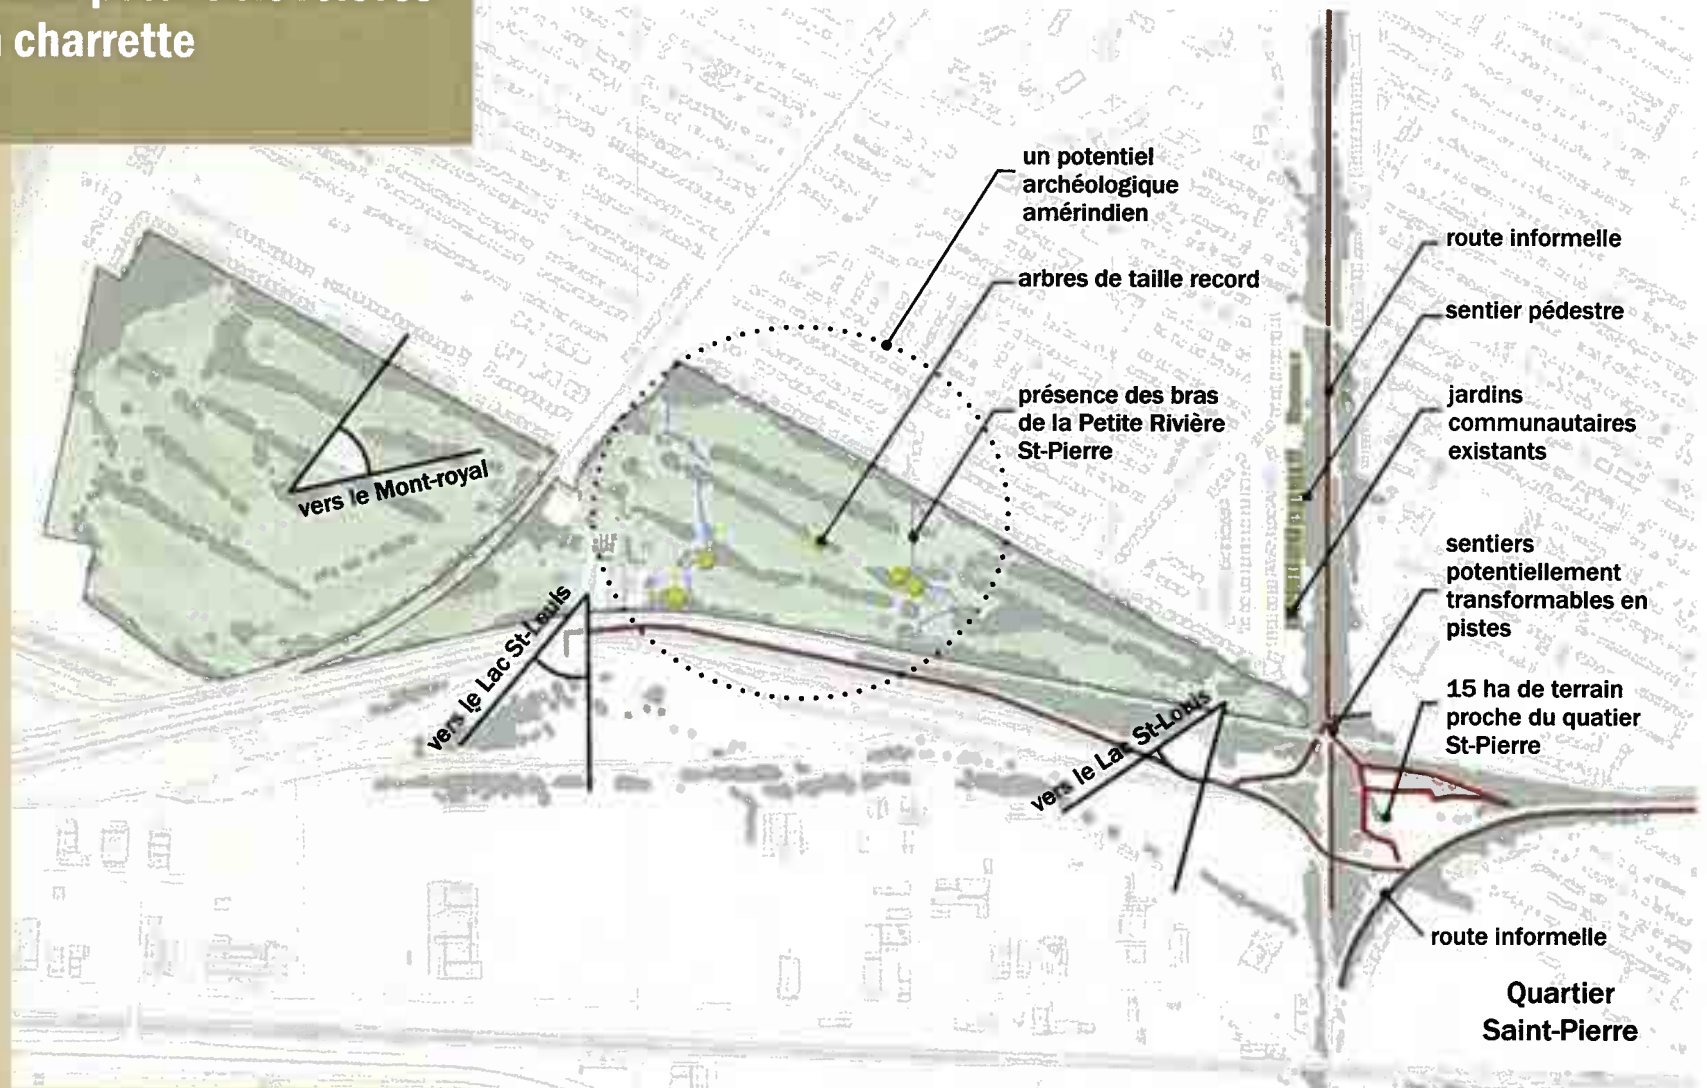 charrette
un potentiel
archéologique
amérindien
arbres de taille record
présence des bras
de la Petite Rivière
St-Pierre
route informelle
sentier pédestre
jardins
communautaires
existants
sentiers
potentiellement
transformables en
pistes
15 ha de terrain
proche du quatier
St-Pierre
route informelle
Quartier
Saint-Pierre
vers le Mont-royal
vers le Lac St-Louis
vers le Lac St-Louis